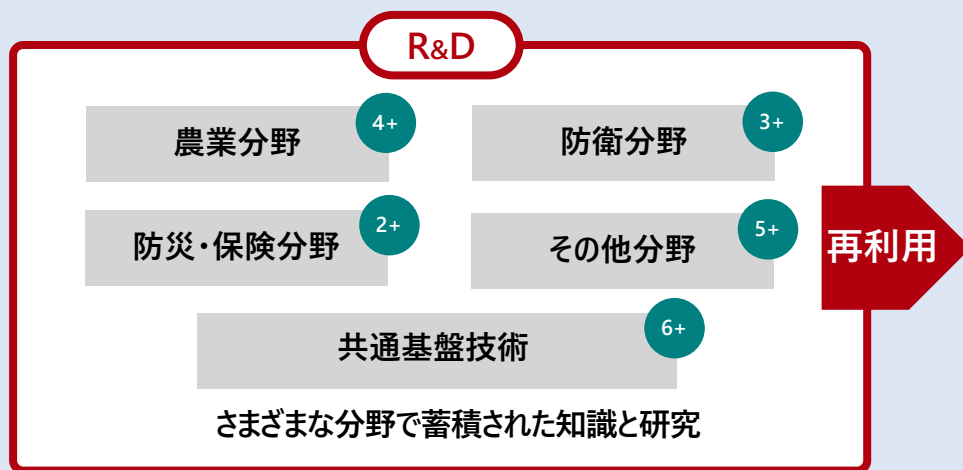 R&D
農業分野
4+
防衛分野
3+
防災・保険分野
2+
その他分野
5+
再利用
共通基盤技術
6+
さまざまな分野で蓄積された知識と研究